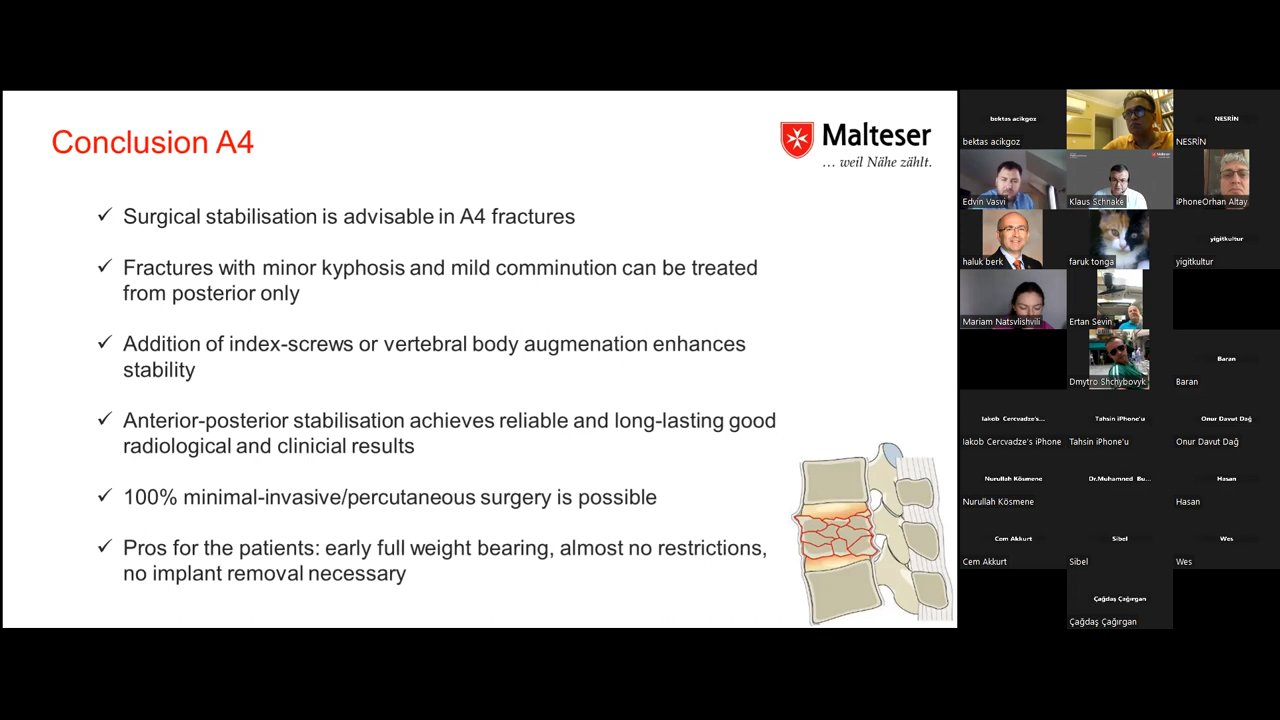 Conclusion A4
Malteser
... weil Nähe zählt.
✓ Surgical stabilisation is advisable in A4 fractures
✓ Fractures with minor kyphosis and mild comminution can be treated
from posterior only
✓ Addition of index-screws or vertebral body augmenation enhances
stability
✓ Anterior-posterior stabilisation achieves reliable and long-lasting good
radiological and clinicial results
✓ 100% minimal-invasive/percutaneous surgery is possible
✓ Pros for the patients: early full weight bearing, almost no restrictions,
no implant removal necessary
bektas acikgoz
bektas acikgoz
NESRİN
NESRİN
Edvin Vasvi
Klaus Schnake
iPhoneOrhan Altay
haluk berk
faruk tonga
yigitkultur
yigitkultur
Mariam Natsvlishvili
Ertan Sevin
Dmytro Shchybovyk
Baran
Baran
Iakob Cercvadze's...
Iakob Cercvadze's iPhone
Tahsin iPhone'u
Tahsin iPhone'u
Onur Davut Dağ
Onur Davut Dağ
Nurullah Kösmene
Nurullah Kösmene
Dr.Muhamned Bu...
Hasan
Hasan
Cem Akkurt
Cem Akkurt
Sibel
Sibel
Wes
Wes
Çağdaş Çağırgan
Çağdaş Çağırgan